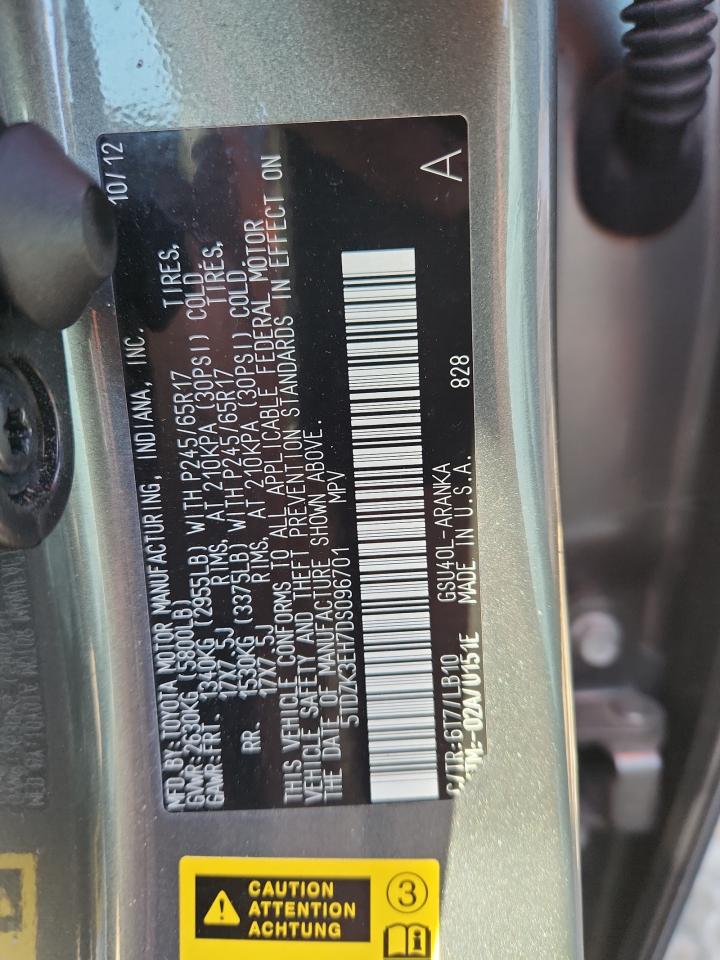 MFD.BY:TOYOTA MOTOR MANUFACTURING, INDIANA, INC. 10/12
GVWR:2630KG(5800LB)
GAWR:FRT. 1340KG (2955LB) WITH P245/65R17 TIRES,
17X7.5J RIMS, AT 210KPA (30PSI) COLD
RR. 1530KG (3375LB) WITH P245/65R17 TIRES,
17X7.5J RIMS, AT 210KPA (30PSI) COLD.
THIS VEHICLE CONFORMS TO ALL APPLICABLE FEDERAL MOTOR
VEHICLE SAFETY AND THEFT PREVENTION STANDARDS IN EFFECT ON
THE DATE OF MANUFACTURE SHOWN ABOVE.
5TDZK3EH7DS096701 MPV
C/TR:6T7/LB10 GSU40L-ARANKA
-02A/U151E MADE IN U.S.A. 828
A
CAUTION
ATTENTION
ACHTUNG
3